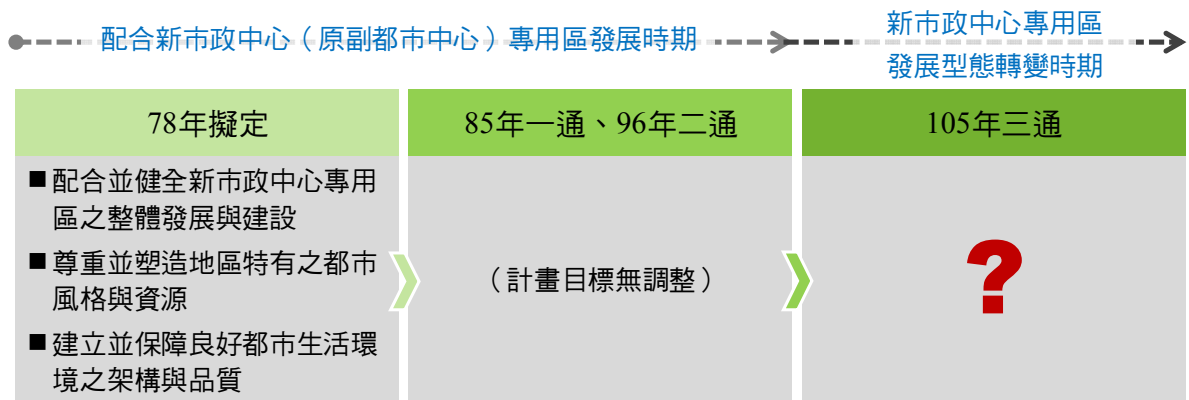 配合新市政中心（原副都市中心）專用區發展時期
新市政中心專用區
發展型態轉變時期
78年擬定
85年一通、96年二通
105年三通
■配合並健全新市政中心專用
區之整體發展與建設
■尊重並塑造地區特有之都市
風格與資源
■建立並保障良好都市生活環
境之架構與品質
（計畫目標無調整）
?